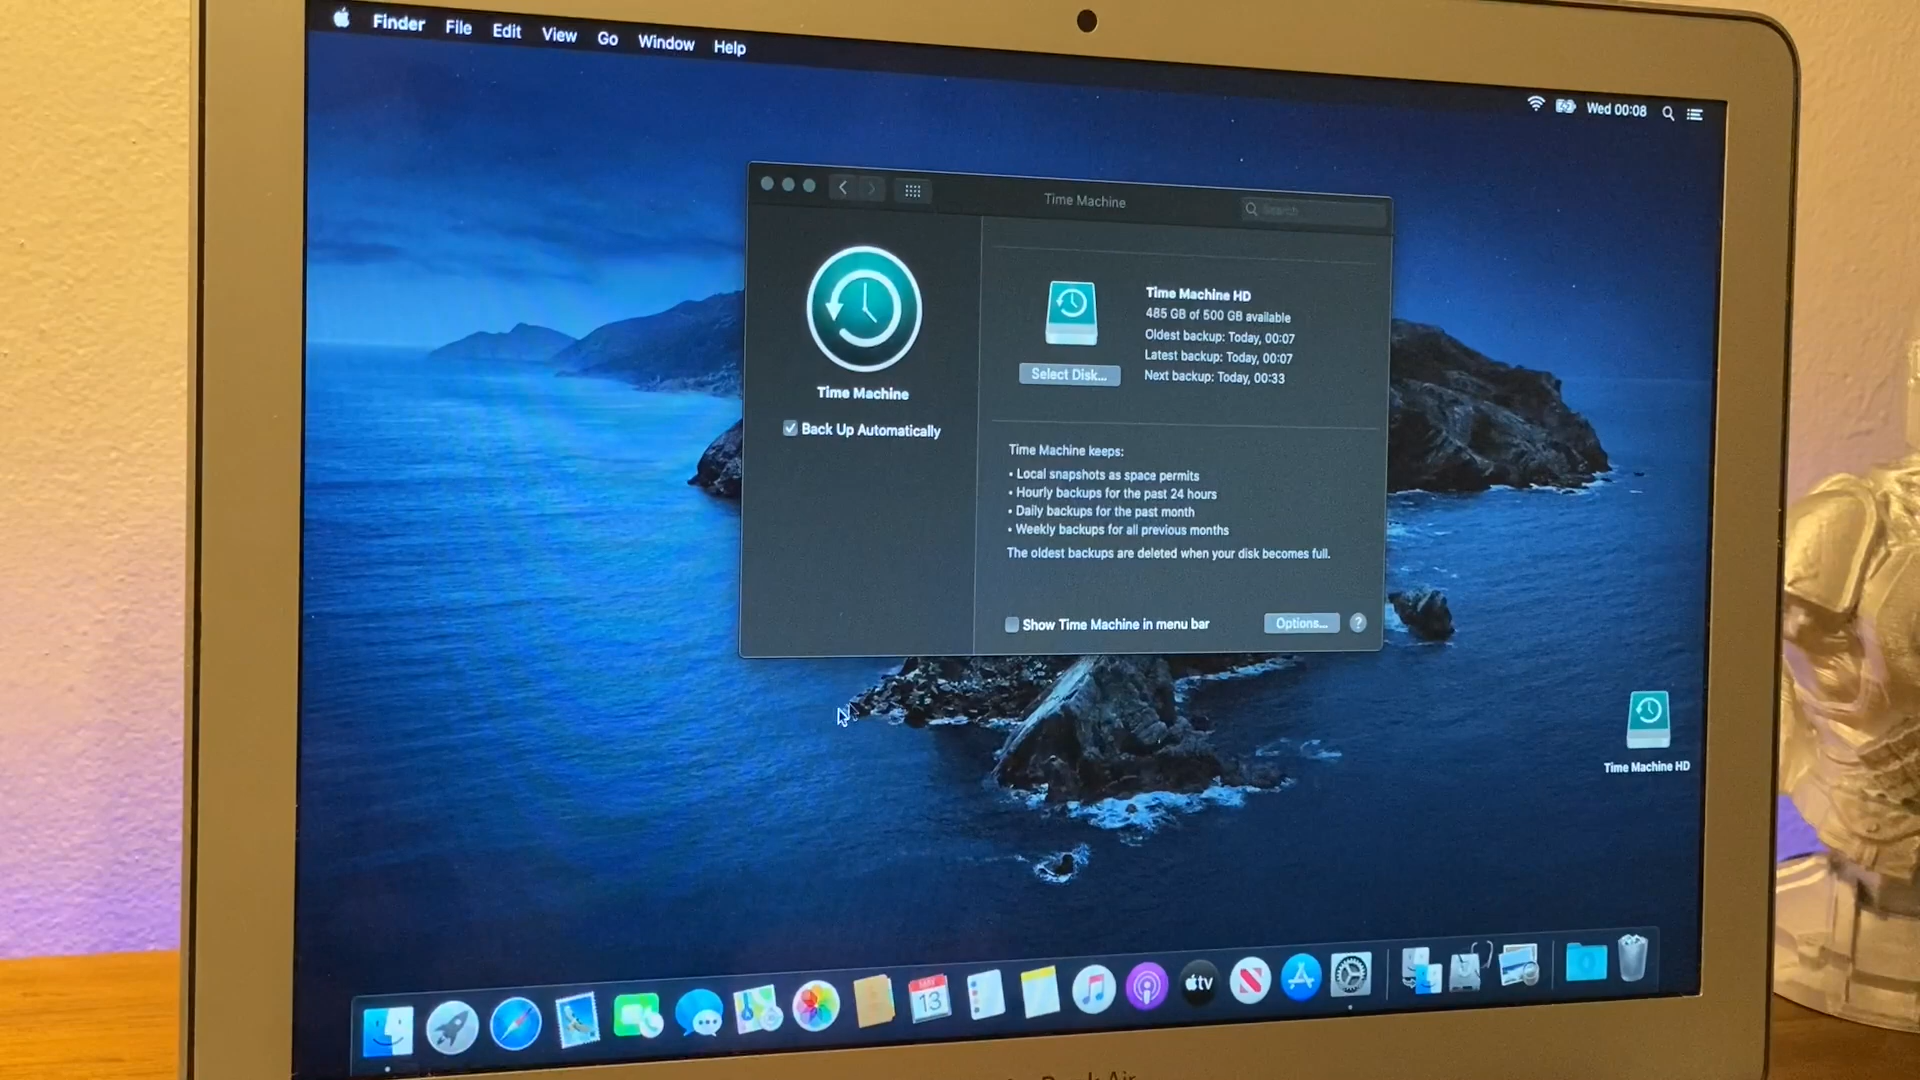 Finder File Edit View Go Window Help
Wed 00:08
Time Machine
Search
Time Machine HD
485 GB of 500 GB available
Oldest backup: Today, 00:07
Latest backup: Today, 00:07
Next backup: Today, 00:33
Select Disk...
Time Machine
Back Up Automatically
Time Machine keeps:
• Local snapshots as space permits
• Hourly backups for the past 24 hours
• Daily backups for the past month
• Weekly backups for all previous months
The oldest backups are deleted when your disk becomes full.
Show Time Machine in menu bar
Options...
?
Time Machine HD
MAY
13
tv
Air